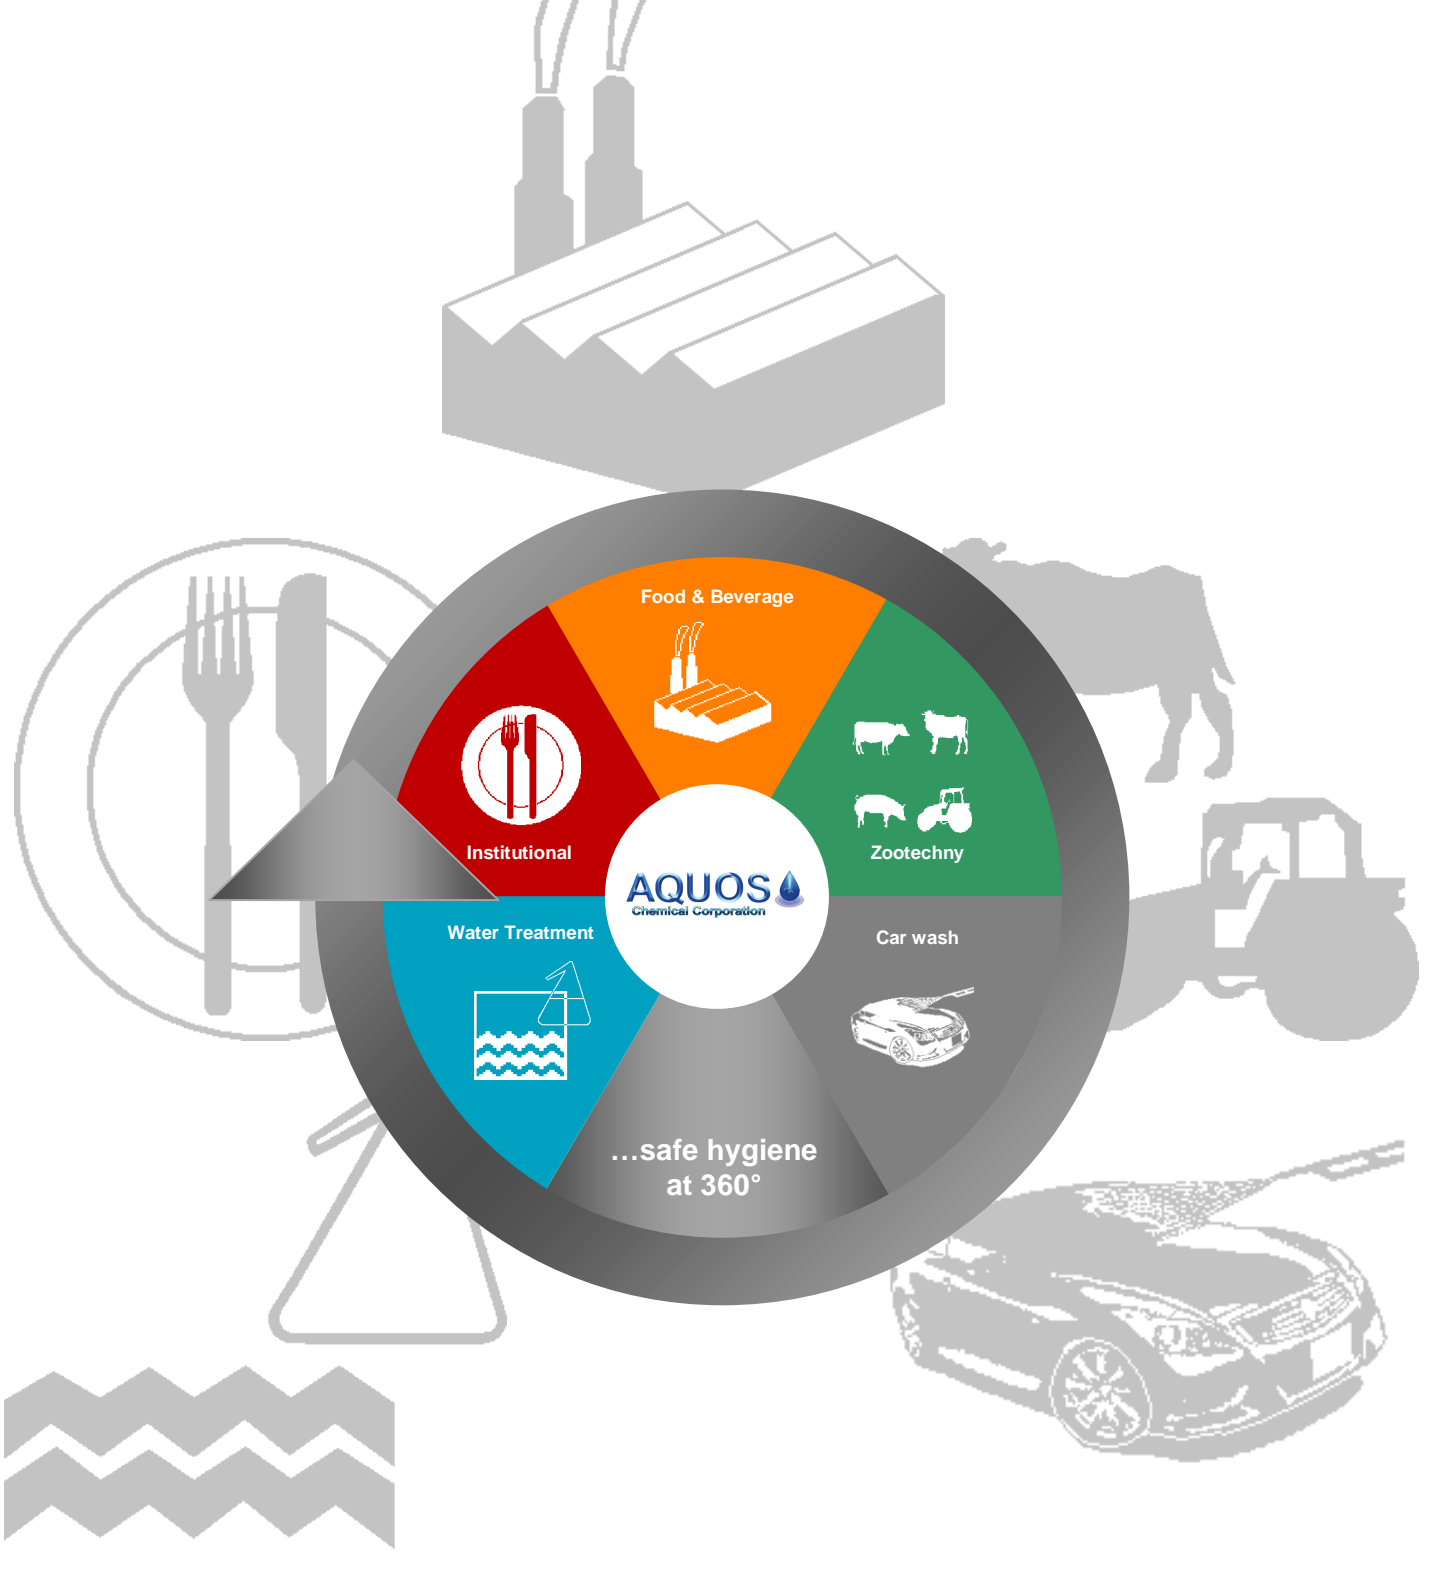 Food & Beverage
Institutional
Zootechny
AQUOS
Chemical Corporation
Water Treatment
Car wash
...safe hygiene
at 360°